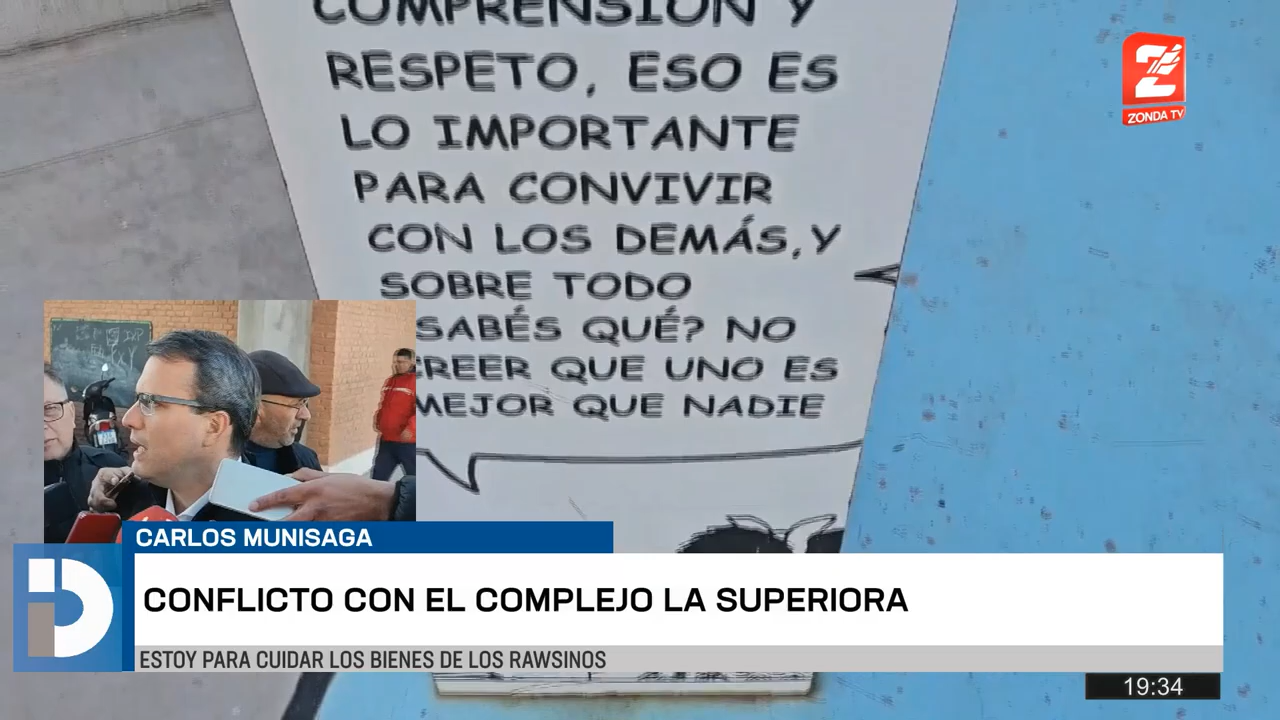 COMPRENSIÓN Y
RESPETO, ESO ES
LO IMPORTANTE
PARA CONVIVIR
CON LOS DEMÁS, Y
SOBRE TODO
SABÉS QUÉ? NO
CREER QUE UNO ES
MEJOR QUE NADIE
ZONDA TV
CARLOS MUNISAGA
CONFLICTO CON EL COMPLEJO LA SUPERIORA
ESTOY PARA CUIDAR LOS BIENES DE LOS RAWSINOS
19:34